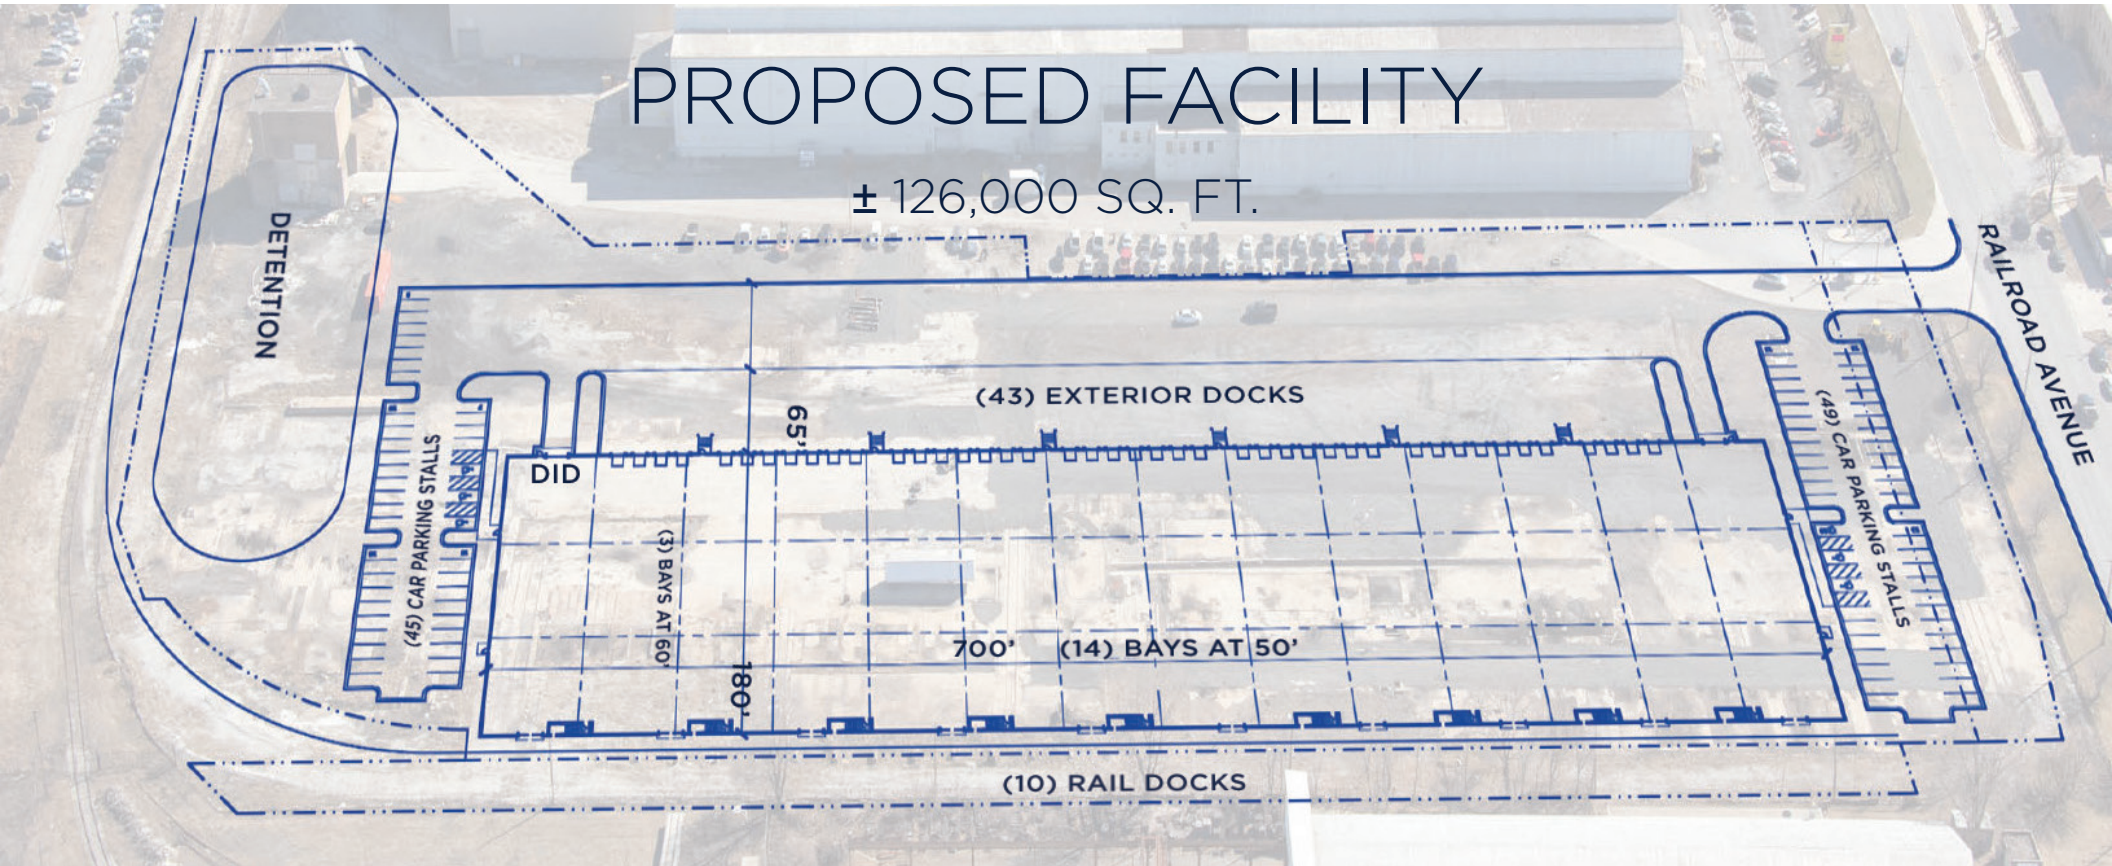 PROPOSED FACILITY
± 126,000 SQ. FT.
DETENTION
RAILROAD AVENUE
(43) EXTERIOR DOCKS
65'
DID
(45) CAR PARKING STALLS
(49) CAR PARKING STALLS
(3) BAYS AT 60'
700' (14) BAYS AT 50'
180'
(10) RAIL DOCKS